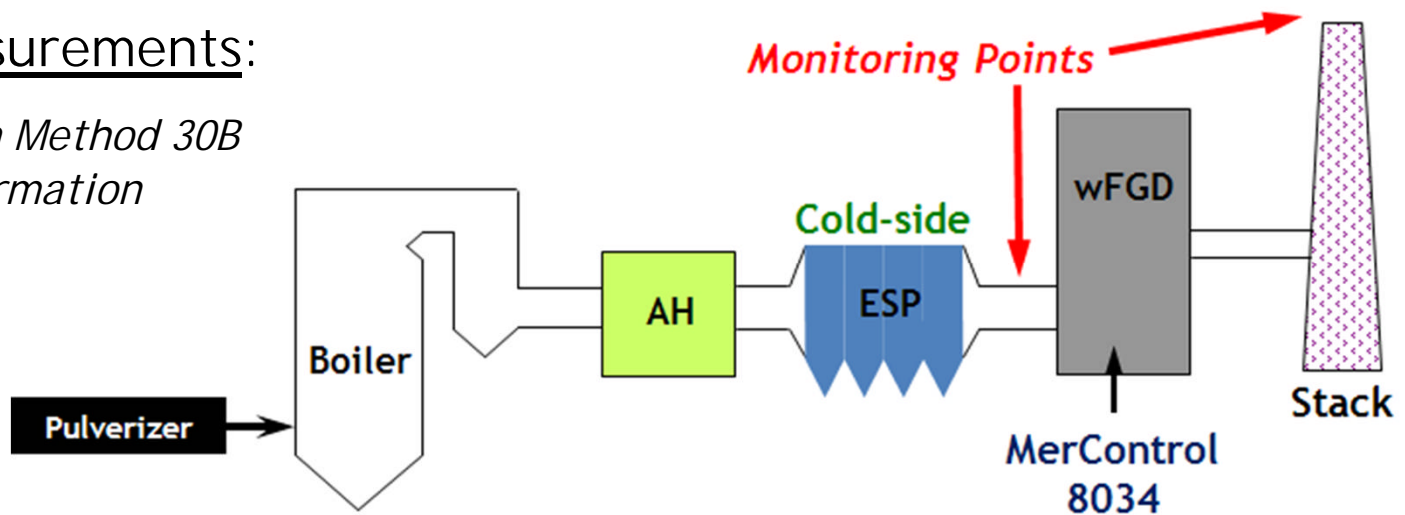 surements:
Method 30B
rmation
Monitoring Points
wFGD
Cold-side
AH
ESP
Boiler
Pulverizer
Stack
MerControl
8034